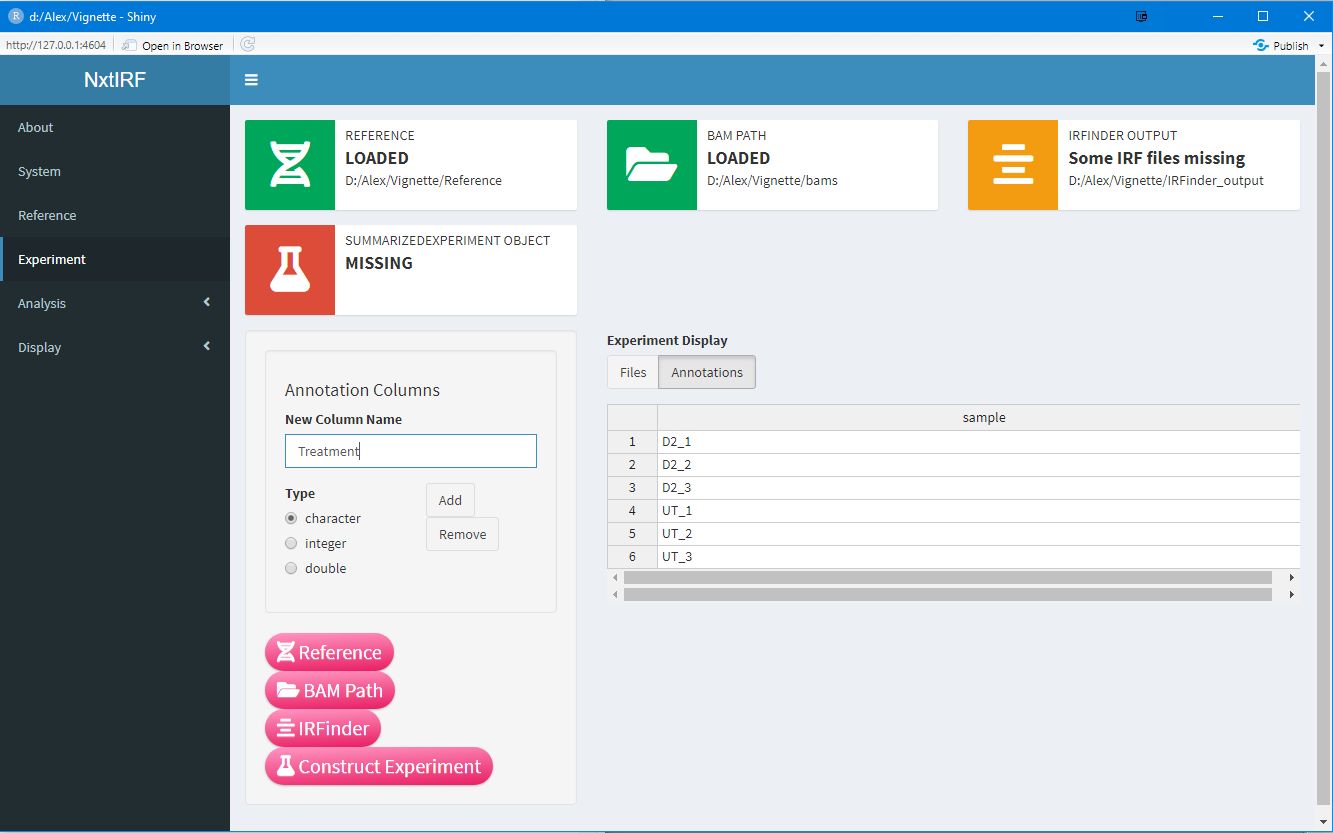 d:/Alex/Vignette - Shiny
http://127.0.0.1:4604 Open in Browser Publish
NxtIRF
About
System
Reference
Experiment
Analysis
Display
REFERENCE
LOADED
D:/Alex/Vignette/Reference
BAM PATH
LOADED
D:/Alex/Vignette/bams
IRFINDER OUTPUT
Some IRF files missing
D:/Alex/Vignette/IRFinder_output
SUMMARIZEDEXPERIMENT OBJECT
MISSING
Annotation Columns
New Column Name
Treatment
Type
character
integer
double
Add
Remove
Reference
BAM Path
IRFinder
Construct Experiment
Experiment Display
Files Annotations
sample
1 D2_1
2 D2_2
3 D2_3
4 UT_1
5 UT_2
6 UT_3